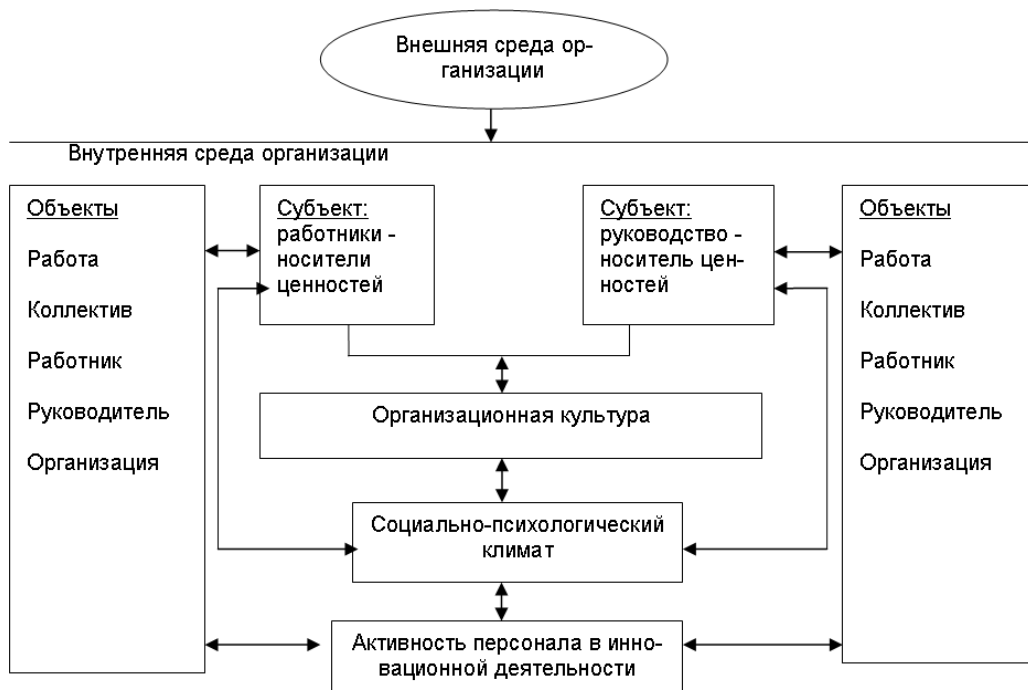 Внешняя среда ор-
ганизации
Внутренняя среда организации
Объекты
Работа
Коллектив
Работник
Руководитель
Организация
Субъект:
работники -
носители
ценностей
Субъект:
руководство -
носитель цен-
ностей
Объекты
Работа
Коллектив
Работник
Руководитель
Организация
Организационная культура
Социально-психологический
климат
Активность персонала в инно-
вационной деятельности